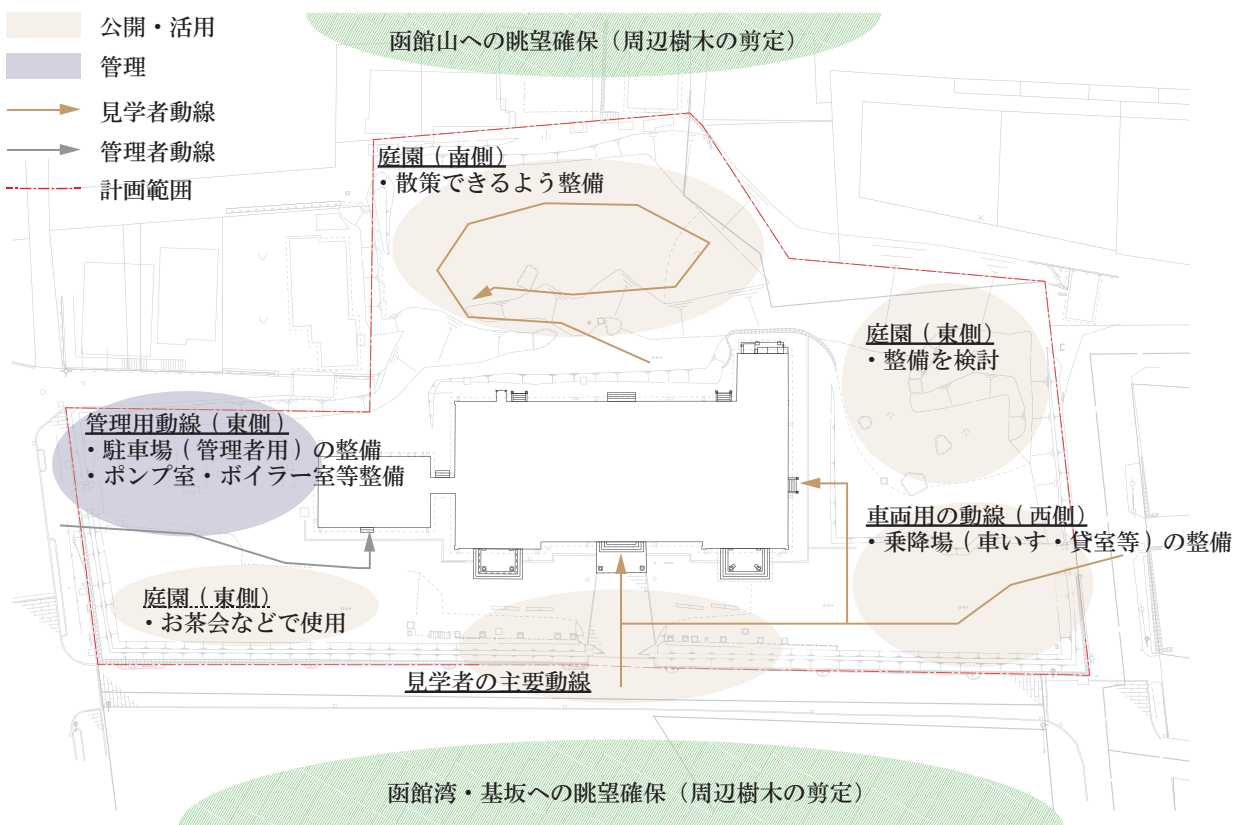 公開・活用
管理
見学者動線
管理者動線
計画範囲
函館山への眺望確保（周辺樹木の剪定）
庭園（南側）
・散策できるよう整備
庭園（東側）
・整備を検討
管理用動線（東側）
・駐車場（管理者用）の整備
・ポンプ室・ボイラー室等整備
車両用の動線（西側）
・乗降場（車いす・貸室等）の整備
庭園（東側）
・お茶会などで使用
見学者の主要動線
函館湾・基坂への眺望確保（周辺樹木の剪定）